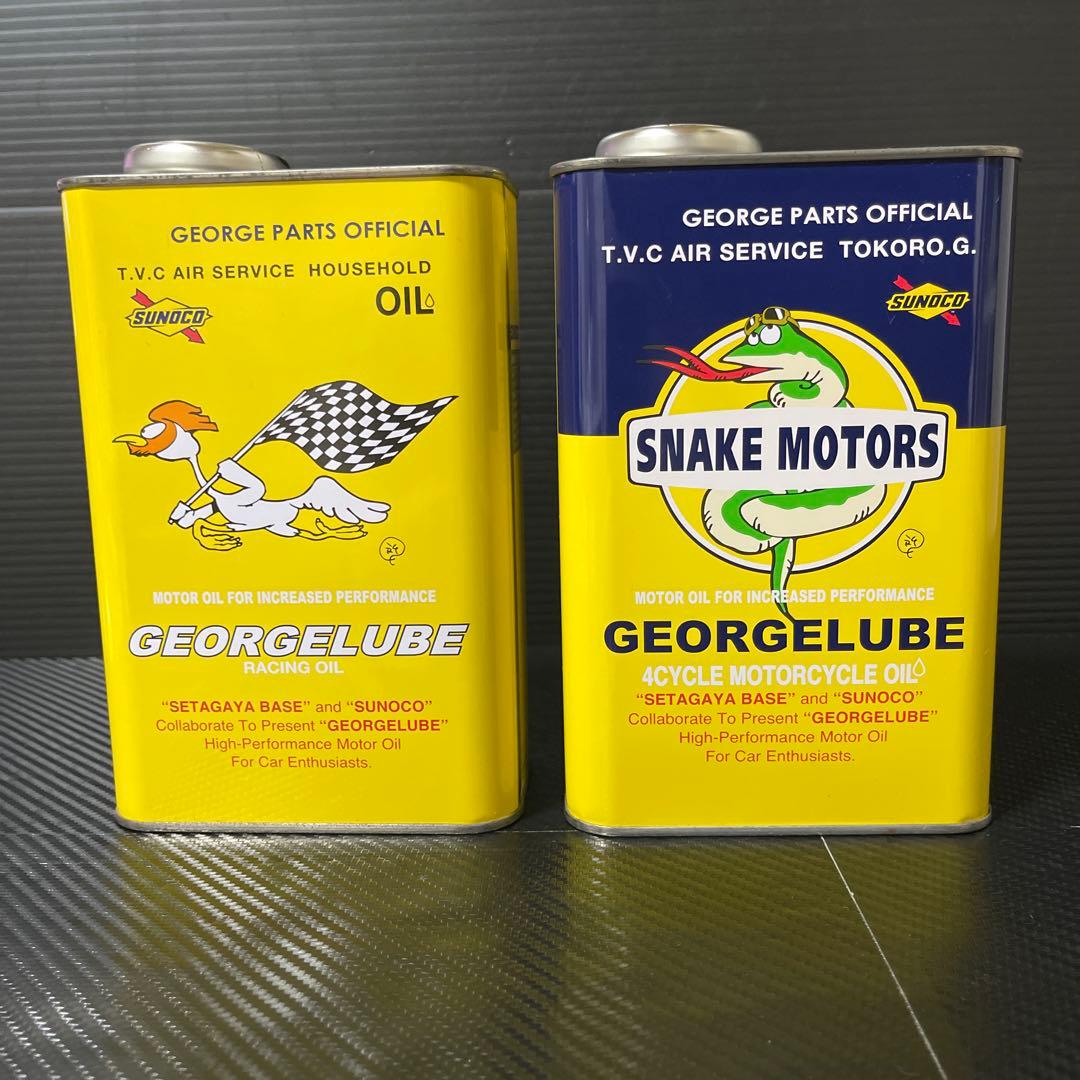 GEORGE PARTS OFFICIAL
T.V.C AIR SERVICE HOUSEHOLD
OIL
SUNOCO
MOTOR OIL FOR INCREASED PERFORMANCE
GEORGELUBE
RACING OIL
"SETAGAYA BASE" and "SUNOCO"
Collaborate To Present "GEORGELUBE"
High-Performance Motor Oil
For Car Enthusiasts.
GEORGE PARTS OFFICIAL
T.V.C AIR SERVICE TOKORO.G.
SUNOCO
SNAKE MOTORS
MOTOR OIL FOR INCREASED PERFORMANCE
GEORGELUBE
4CYCLE MOTORCYCLE OIL
"SETAGAYA BASE" and "SUNOCO"
Collaborate To Present "GEORGELUBE"
High-Performance Motor Oil
For Car Enthusiasts.